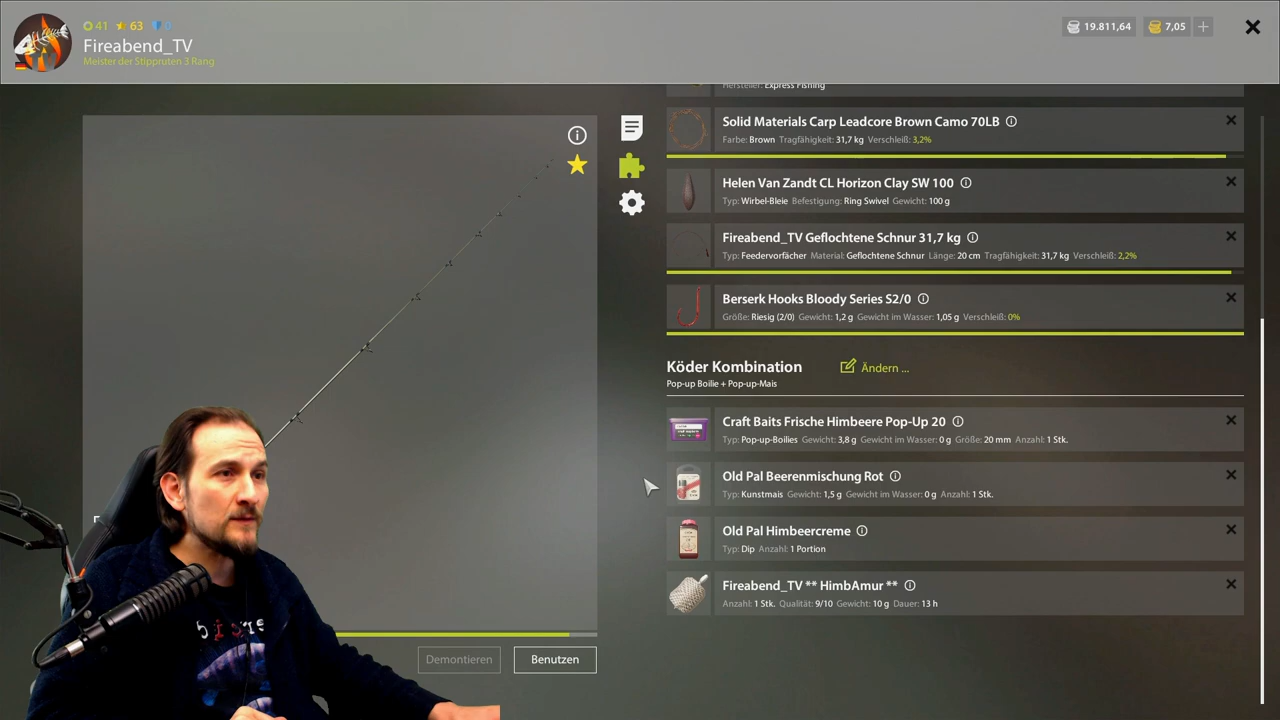 41 63 0
Fireabend_TV
Meister der Stippruten 3 Rang
19.811,64 7,05 +
Hersteller: Express Fishing
Solid Materials Carp Leadcore Brown Camo 70LB
Farbe: Brown Tragfähigkeit: 31,7 kg Verschleiß: 3,2%
Helen Van Zandt CL Horizon Clay SW 100
Typ: Wirbel-Bleie Befestigung: Ring Swivel Gewicht: 100 g
Fireabend_TV Geflochtene Schnur 31,7 kg
Typ: Feedervorfächer Material: Geflochtene Schnur Länge: 20 cm Tragfähigkeit: 31,7 kg Verschleiß: 2,2%
Berserk Hooks Bloody Series S2/0
Größe: Riesig (2/0) Gewicht: 1,2 g Gewicht im Wasser: 1,05 g Verschleiß: 0%
Köder Kombination Ändern ...
Pop-up Boilie + Pop-up-Mais
Craft Baits Frische Himbeere Pop-Up 20
Typ: Pop-up-Boilies Gewicht: 3,8 g Gewicht im Wasser: 0 g Größe: 20 mm Anzahl: 1 Stk.
Old Pal Beerenmischung Rot
Typ: Kunstmais Gewicht: 1,5 g Gewicht im Wasser: 0 g Anzahl: 1 Stk.
Old Pal Himbeercreme
Typ: Dip Anzahl: 1 Portion
Fireabend_TV ** HimbAmur **
Anzahl: 1 Stk. Qualität: 9/10 Gewicht: 10 g Dauer: 13 h
Demontieren Benutzen